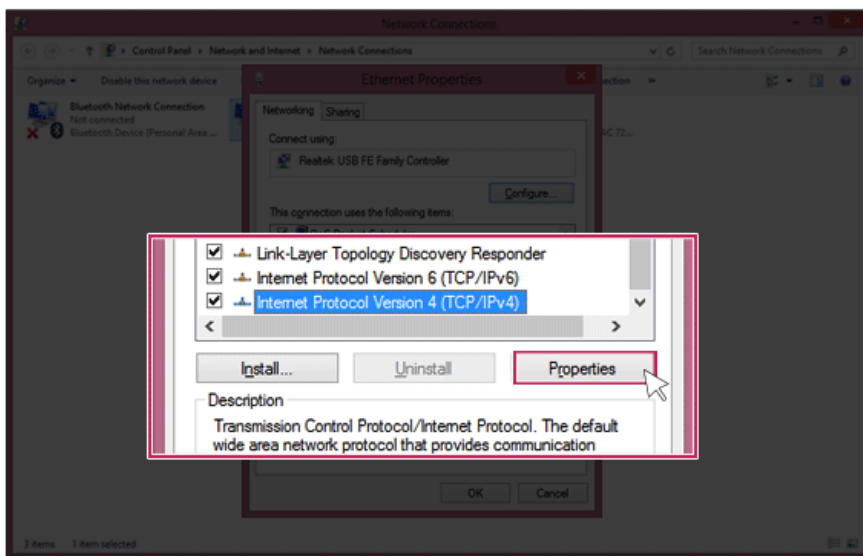 Network Connections
Control Panel › Network and Internet › Network Connections
Search Network Connections
Organize
Disable this network device
Ethernet Properties
Bluetooth Network Connection
Not connected
Bluetooth Device (Personal Area ...
Networking
Sharing
Connect using:
Realtek USB FE Family Controller
Configure...
This connection uses the following items:
Link-Layer Topology Discovery Responder
Internet Protocol Version 6 (TCP/IPv6)
Internet Protocol Version 4 (TCP/IPv4)
Install...
Uninstall
Properties
Description
Transmission Control Protocol/Internet Protocol. The default
wide area network protocol that provides communication
OK
Cancel
3 items
1 item selected